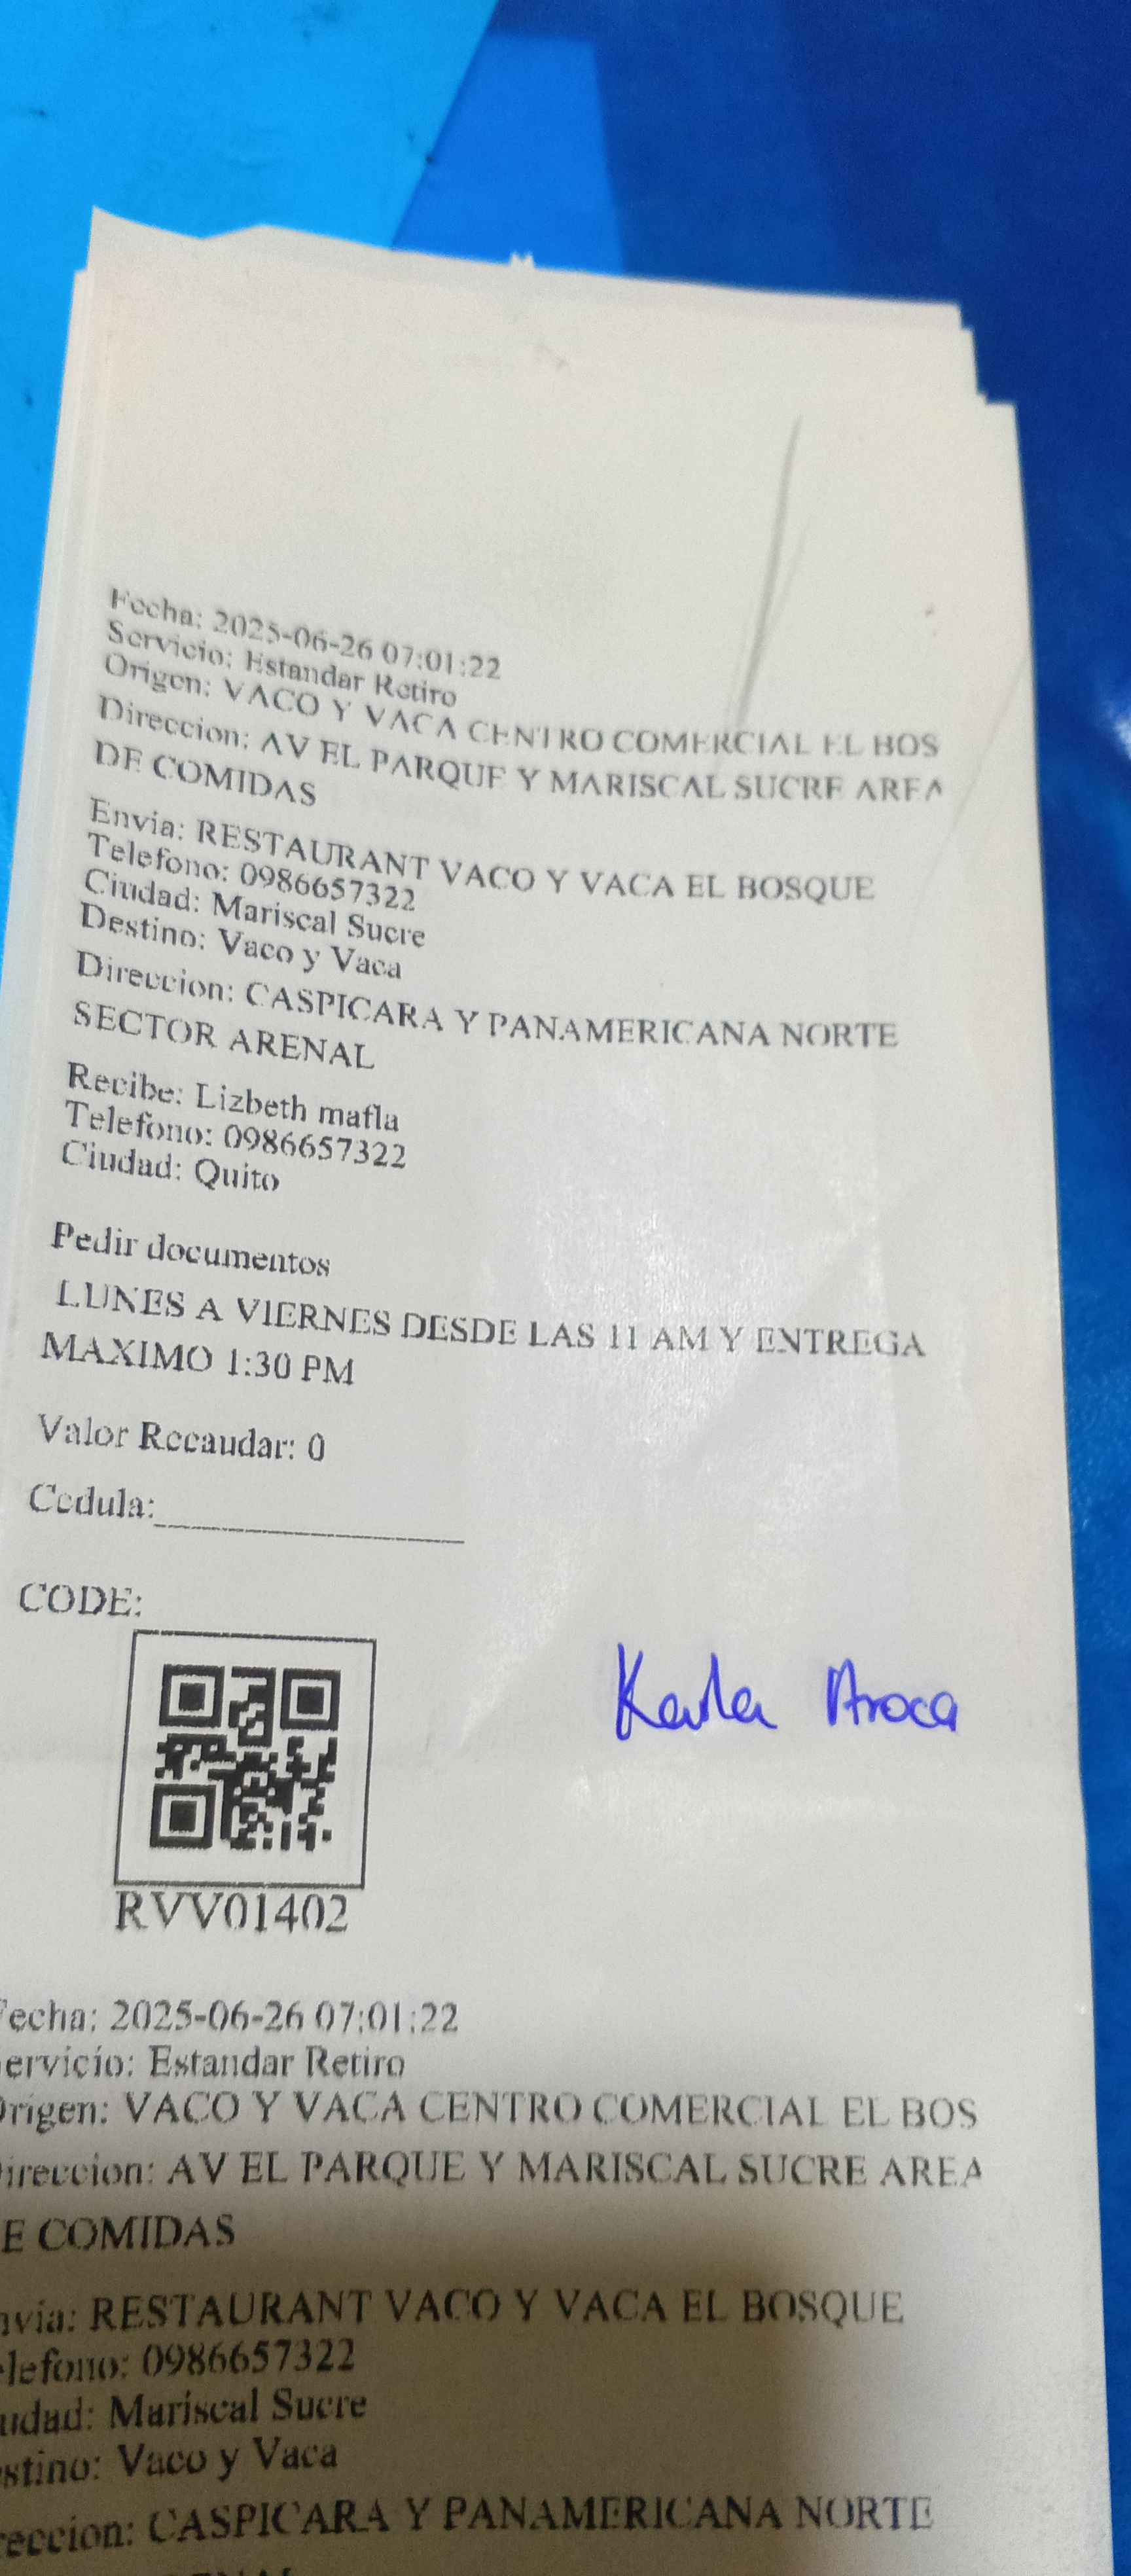 Fecha: 2025-06-26 07:01:22
Servicio: Estandar Retiro
Origen: VACO Y VACA CENTRO COMERCIAL EL BOS
Direccion: AV EL PARQUE Y MARISCAL SUCRE AREA
DE COMIDAS
Envia: RESTAURANT VACO Y VACA EL BOSQUE
Telefono: 0986657322
Ciudad: Mariscal Sucre
Destino: Vaco y Vaca
Direccion: CASPICARA Y PANAMERICANA NORTE
SECTOR ARENAL
Recibe: Lizbeth mafla
Telefono: 0986657322
Ciudad: Quito
Pedir documentos
LUNES A VIERNES DESDE LAS 11 AM Y ENTREGA
MAXIMO 1:30 PM
Valor Recaudar: 0
Cedula:
CODE:
Karla Aroca
RVV01402
Fecha: 2025-06-26 07:01:22
ervicio: Estandar Retiro
Origen: VACO Y VACA CENTRO COMERCIAL EL BOS
ireccion: AV EL PARQUE Y MARISCAL SUCRE AREA
E COMIDAS
nvia: RESTAURANT VACO Y VACA EL BOSQUE
elefono: 0986657322
udad: Mariscal Sucre
stino: Vaco y Vaca
reccion: CASPICARA Y PANAMERICANA NORTE